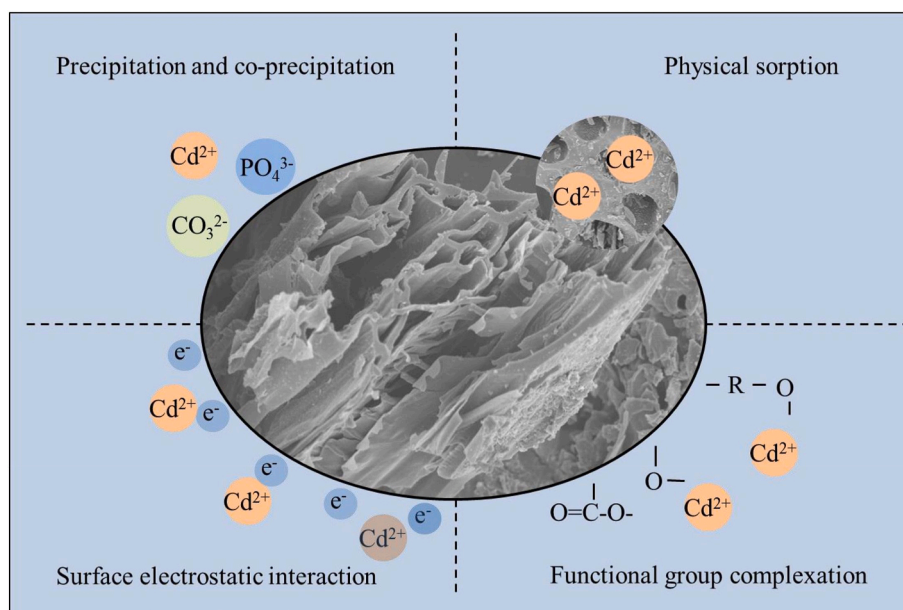 Precipitation and co-precipitation
Physical sorption
Cd²⁺
PO₄³⁻
CO₃²⁻
Cd²⁺
Cd²⁺
e⁻
Cd²⁺
e⁻
e⁻
Cd²⁺
e⁻
e⁻
Cd²⁺
– R – O
Cd²⁺
O
Cd²⁺
O=C-O-
Surface electrostatic interaction
Functional group complexation